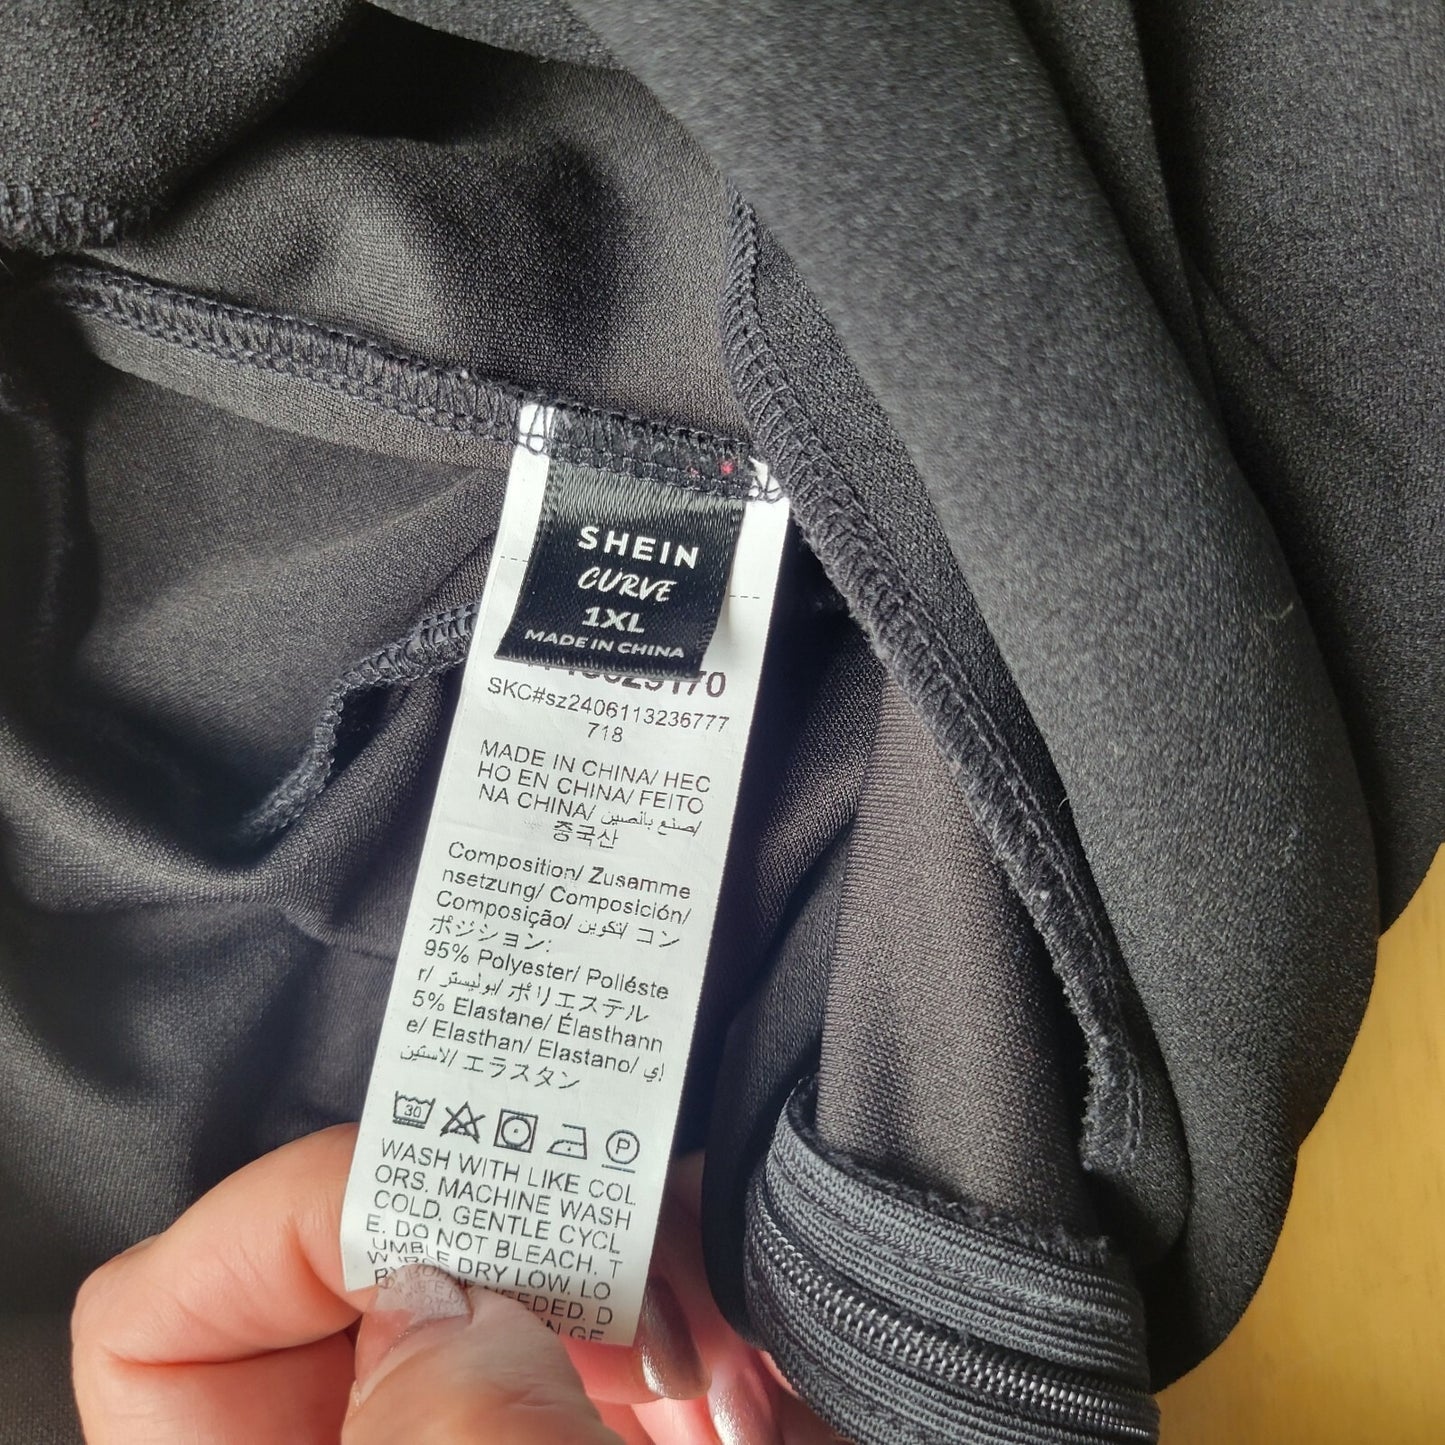 SHEIN
CURVE
1XL
MADE IN CHINA
SKC#sz2406113236777
718
MADE IN CHINA/ HEC
HO EN CHINA/ FEITO
NA CHINA/ صنع بالصين/
중국산
Composition/ Zusamme
nsetzung/ Composición/
Composição/ تكوين/ コン
ポジション:
95% Polyester/ Poliéste
r/ بوليستر/ ポリエステル
5% Elastane/ Élasthann
e/ Elasthan/ Elastano/ إي
لاستين/ エラスタン
30
P
WASH WITH LIKE COL
ORS. MACHINE WASH
COLD. GENTLE CYCL
E. DO NOT BLEACH. T
UMBLE DRY LOW. LO
NEEDED. D